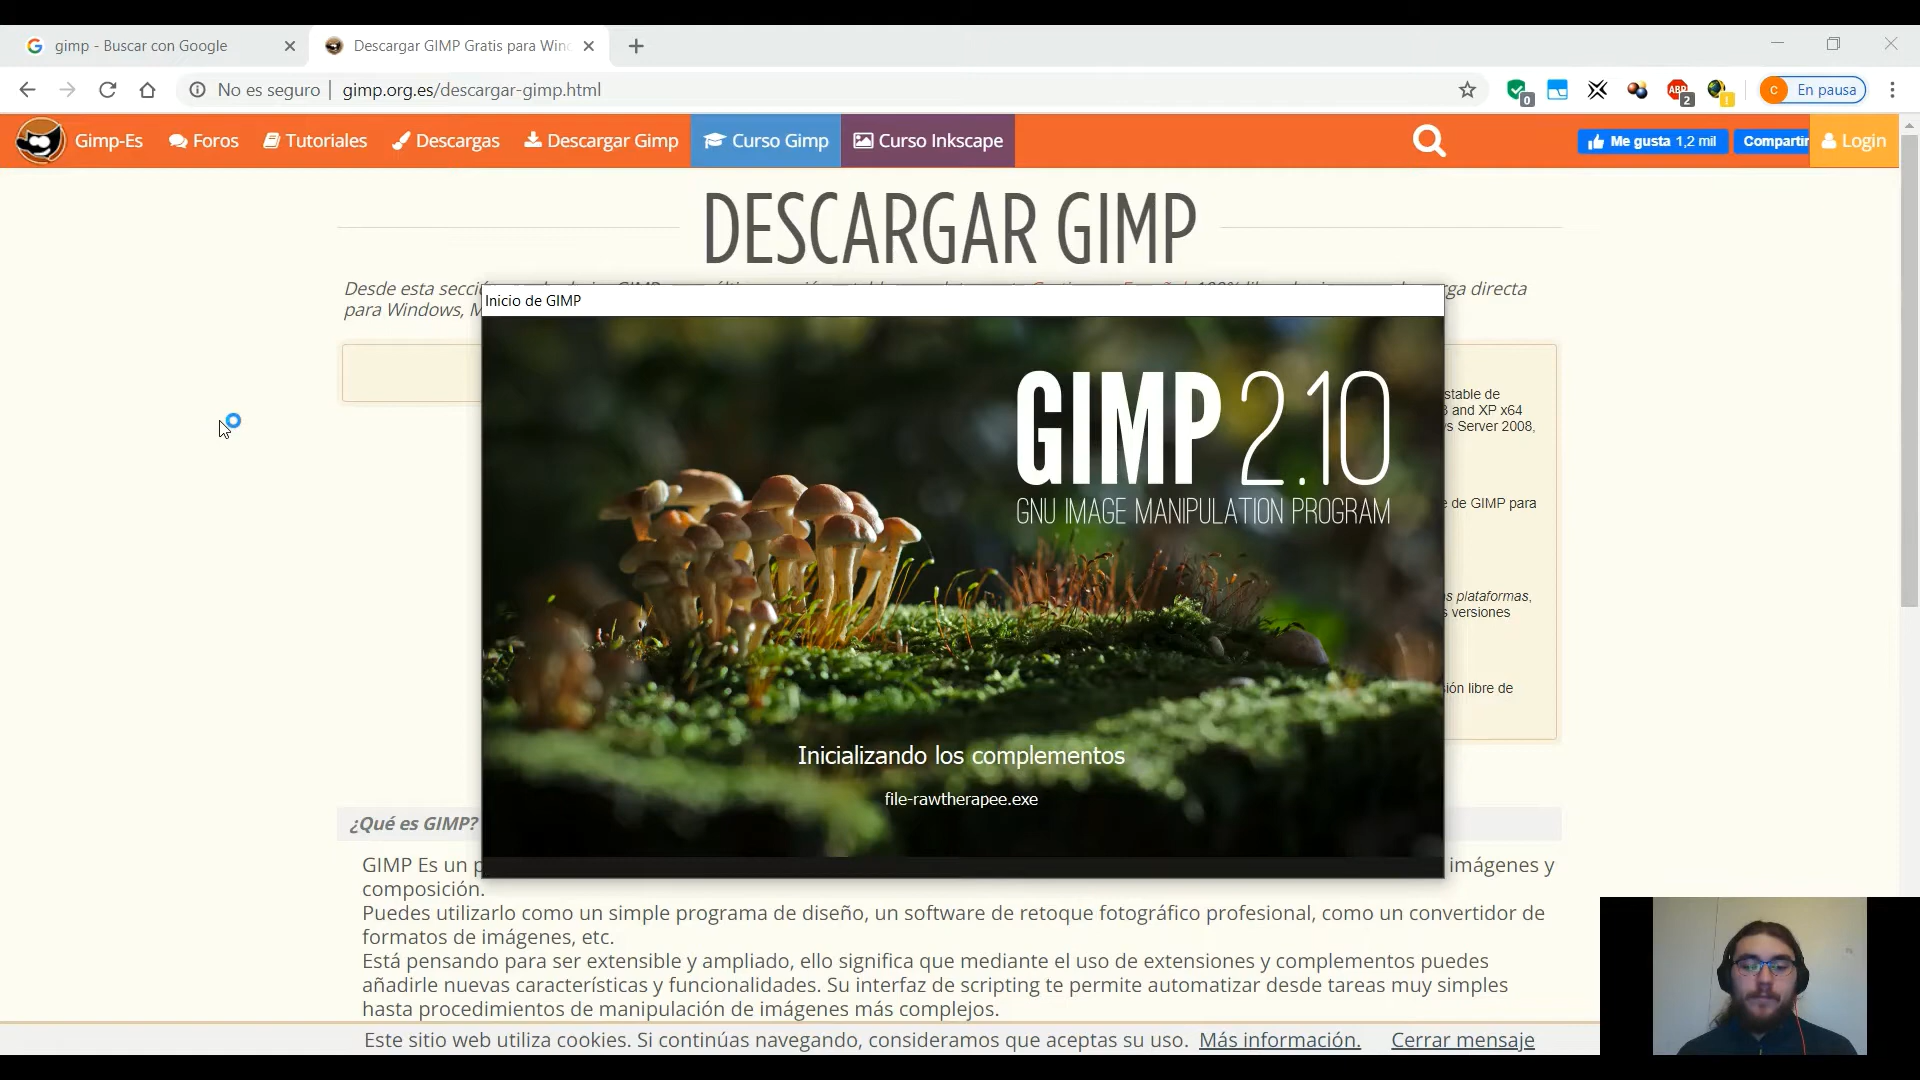 gimp - Buscar con Google
Descargar GIMP Gratis para Win
No es seguro
gimp.org.es/descargar-gimp.html
0
ABP
2
!
C
En pausa
Gimp-Es
Foros
Tutoriales
Descargas
Descargar Gimp
Curso Gimp
Curso Inkscape
Me gusta 1,2 mil
Compartir
Login
DESCARGAR GIMP
Desde esta secci
rga directa
para Windows, M
Inicio de GIMP
GIMP 2.10
GNU IMAGE MANIPULATION PROGRAM
Inicializando los complementos
file-rawtherapee.exe
stable de
and XP x64
s Server 2008,
e de GIMP para
s plataformas,
s versiones
ión libre de
¿Qué es GIMP?
GIMP Es un p
imágenes y
composición.
Puedes utilizarlo como un simple programa de diseño, un software de retoque fotográfico profesional, como un convertidor de
formatos de imágenes, etc.
Está pensando para ser extensible y ampliado, ello significa que mediante el uso de extensiones y complementos puedes
añadirle nuevas características y funcionalidades. Su interfaz de scripting te permite automatizar desde tareas muy simples
hasta procedimientos de manipulación de imágenes más complejos.
Este sitio web utiliza cookies. Si continúas navegando, consideramos que aceptas su uso. Más información. Cerrar mensaje